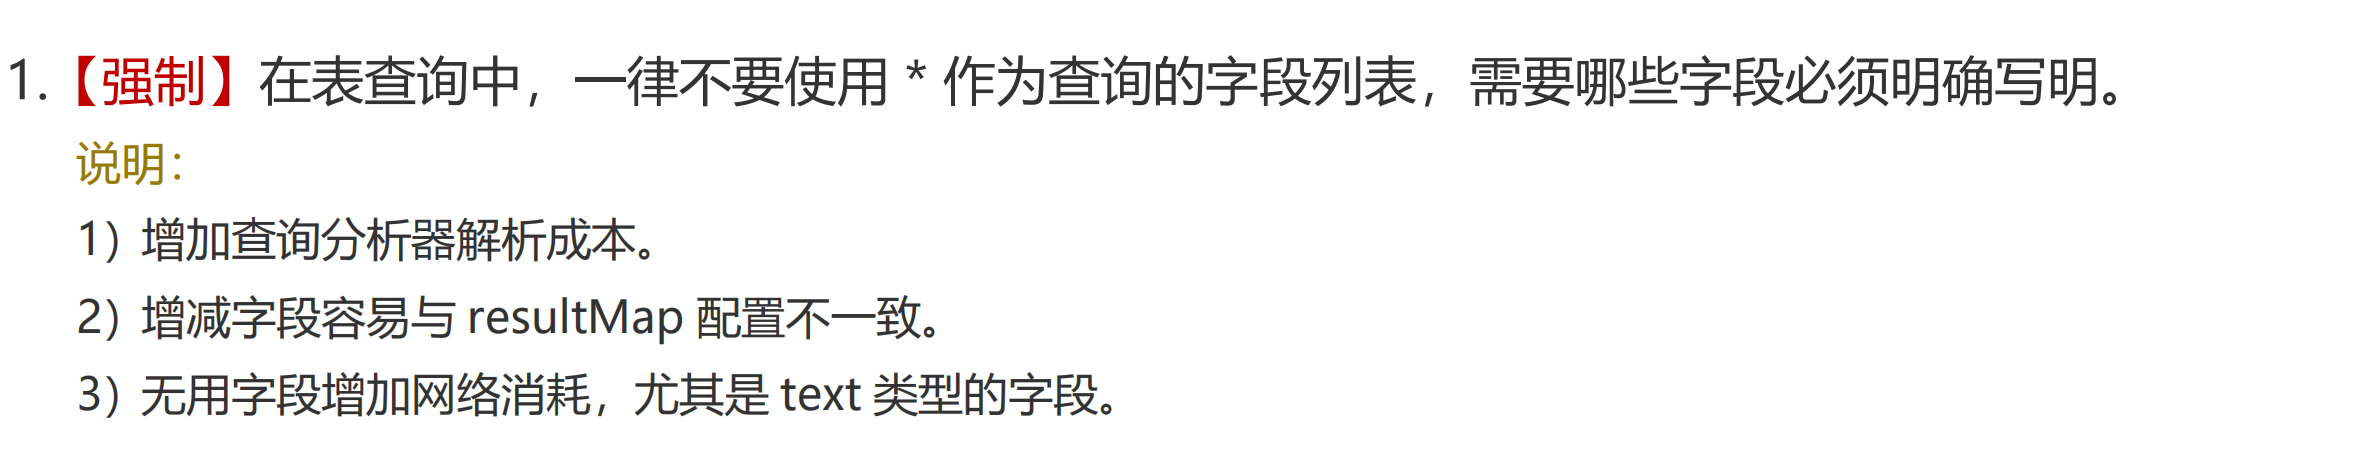 1.【强制】在表查询中，一律不要使用 * 作为查询的字段列表，需要哪些字段必须明确写明。
说明：
1）增加查询分析器解析成本。
2）增减字段容易与 resultMap 配置不一致。
3）无用字段增加网络消耗，尤其是 text 类型的字段。